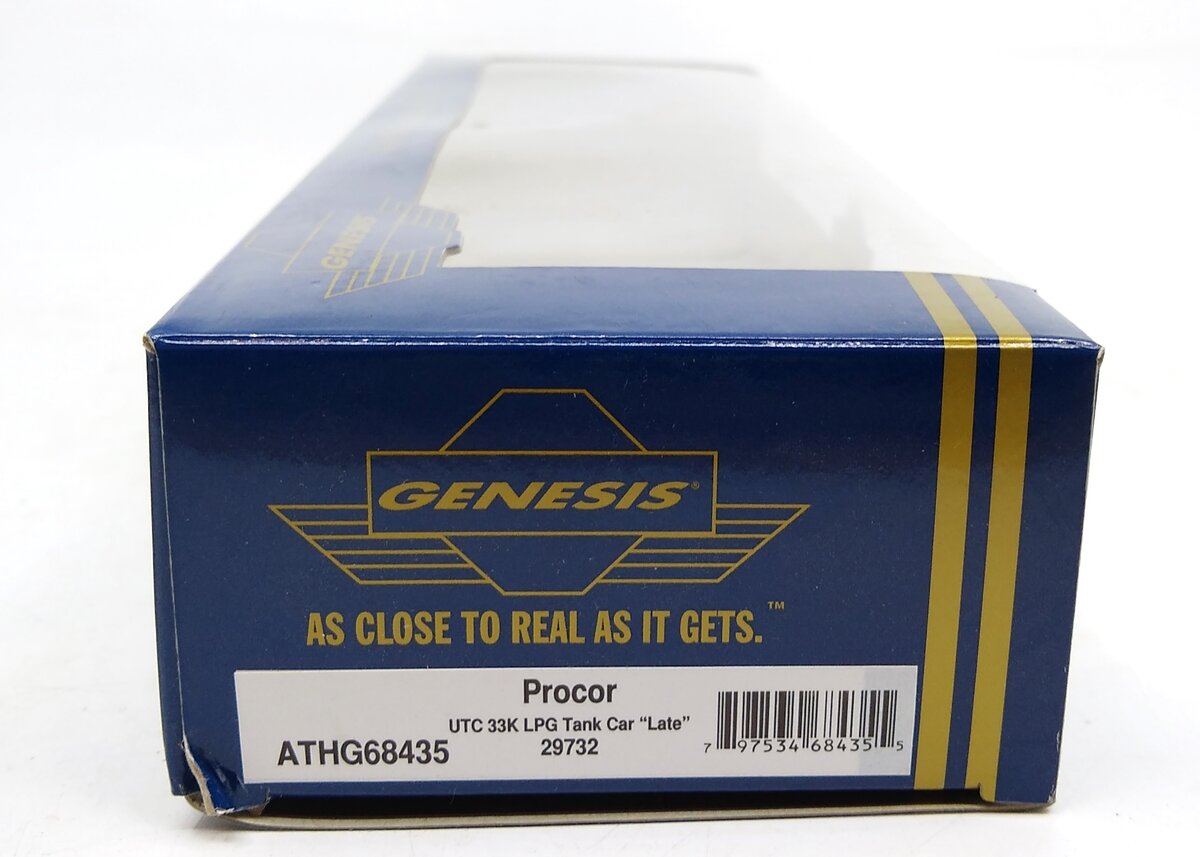 GENESIS
GENESIS®
AS CLOSE TO REAL AS IT GETS.™
Procor
UTC 33K LPG Tank Car “Late”
ATHG68435
29732
7 97534 68435 5